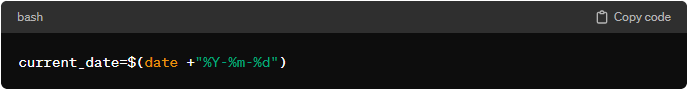 bash
Copy code
current_date=$(date +"%Y-%m-%d")